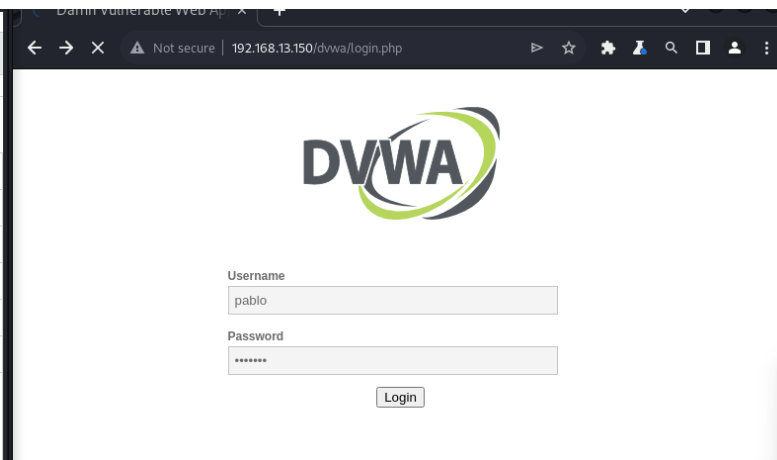 Damn Vulnerable Web Ap
Not secure | 192.168.13.150/dvwa/login.php
DVWA
Username
pablo
Password
•••••••
Login